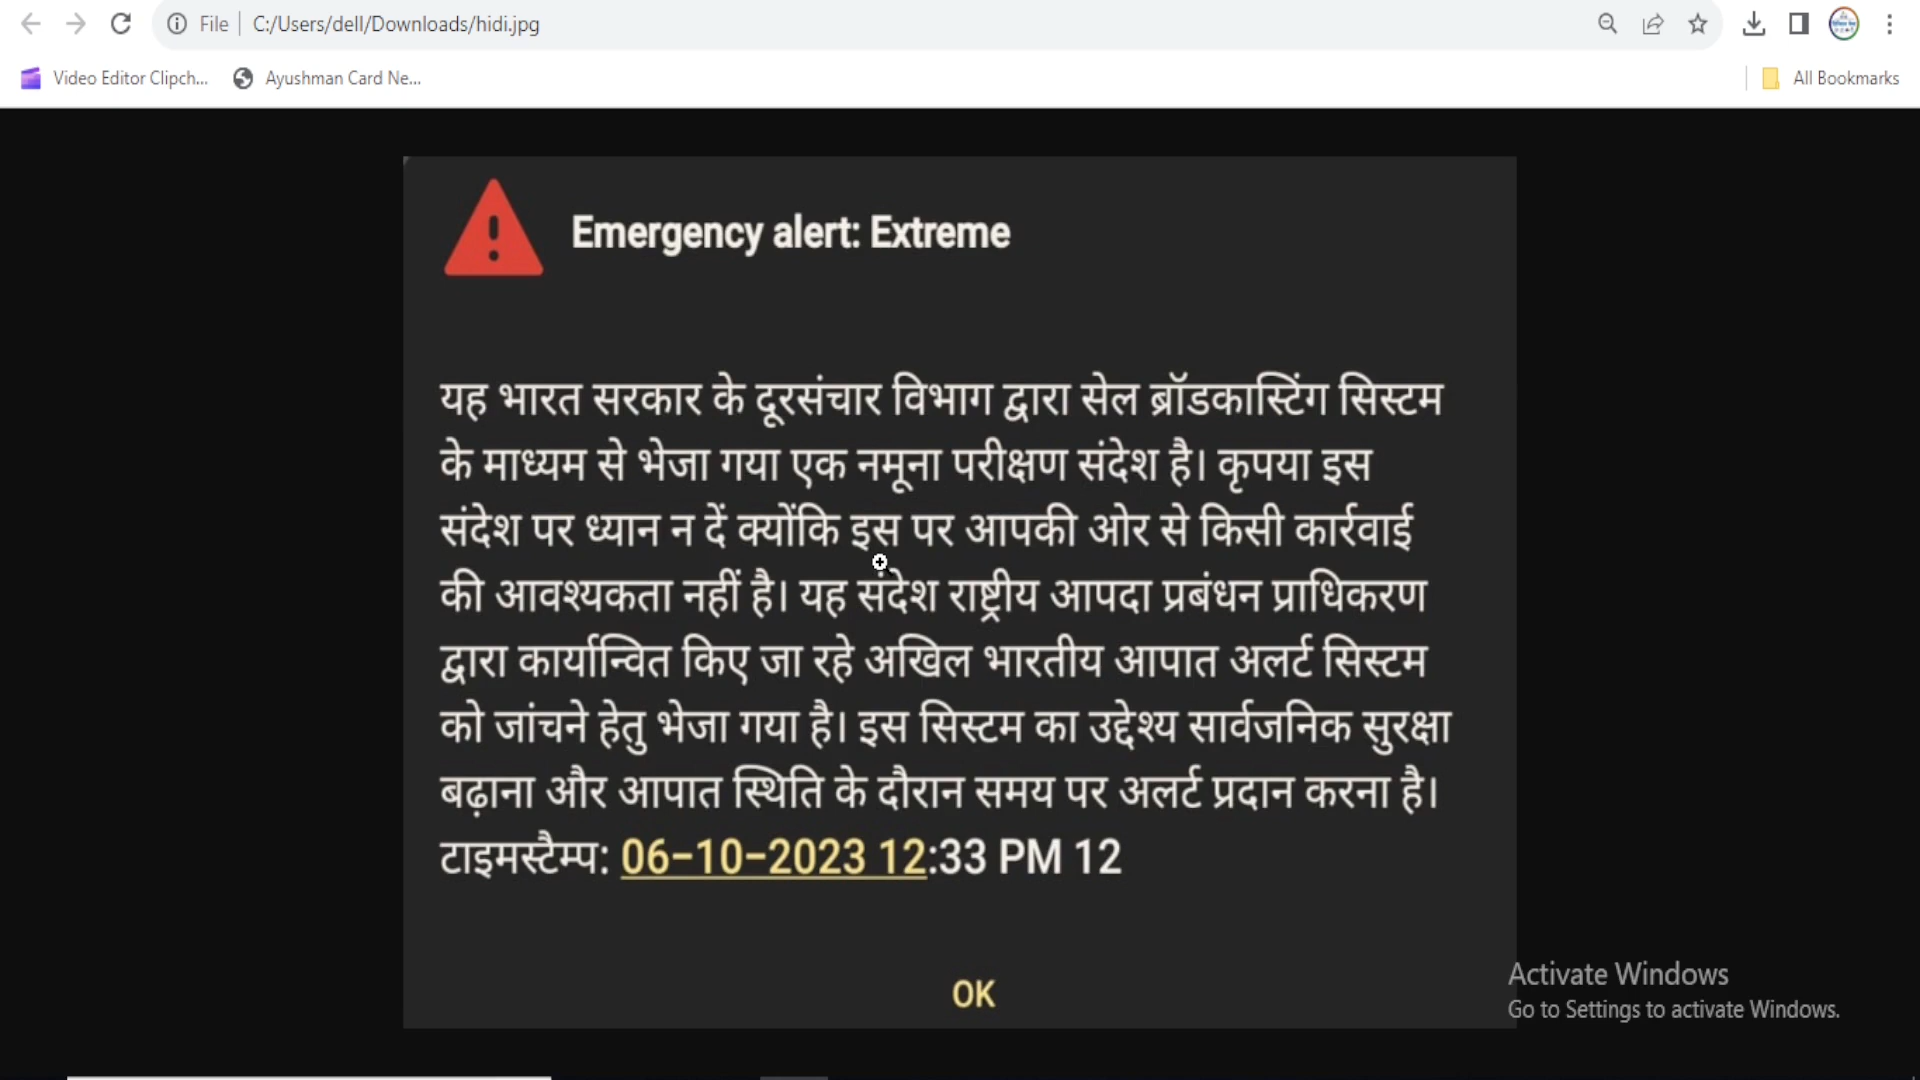 File C:/Users/dell/Downloads/hidi.jpg
Video Editor Clipch... Ayushman Card Ne... All Bookmarks
Emergency alert: Extreme
यह भारत सरकार के दूरसंचार विभाग द्वारा सेल ब्रॉडकास्टिंग सिस्टम
के माध्यम से भेजा गया एक नमूना परीक्षण संदेश है। कृपया इस
संदेश पर ध्यान न दें क्योंकि इस पर आपकी ओर से किसी कार्रवाई
की आवश्यकता नहीं है। यह संदेश राष्ट्रीय आपदा प्रबंधन प्राधिकरण
द्वारा कार्यान्वित किए जा रहे अखिल भारतीय आपात अलर्ट सिस्टम
को जांचने हेतु भेजा गया है। इस सिस्टम का उद्देश्य सार्वजनिक सुरक्षा
बढ़ाना और आपात स्थिति के दौरान समय पर अलर्ट प्रदान करना है।
टाइमस्टैम्प: 06-10-2023 12:33 PM 12
OK
Activate Windows
Go to Settings to activate Windows.